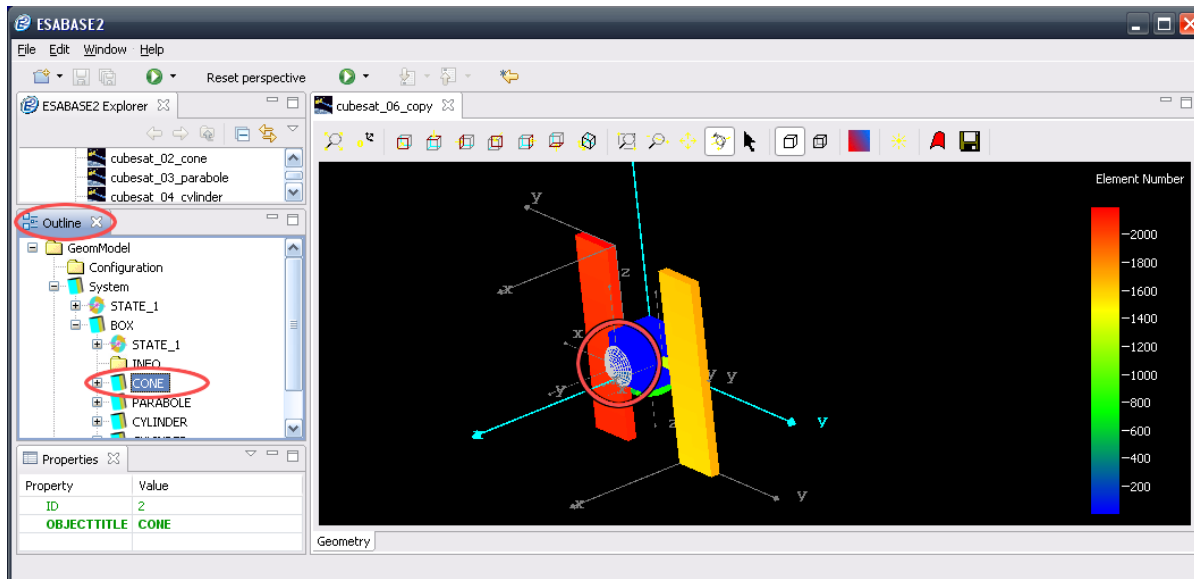 ESABASE2
File Edit Window Help
Reset perspective
ESABASE2 Explorer
cubesat_02_cone
cubesat_03_parabole
cubesat_04_cylinder
Outline
GeomModel
Configuration
System
STATE_1
BOX
STATE_1
INFO
CONE
PARABOLE
CYLINDER
Properties
Property Value
ID 2
OBJECTTITLE CONE
cubesat_06_copy
Element Number
2000
1800
1600
1400
1200
1000
800
600
400
200
y
x
z
x
y
x
y
y
z
y
x
y
Geometry